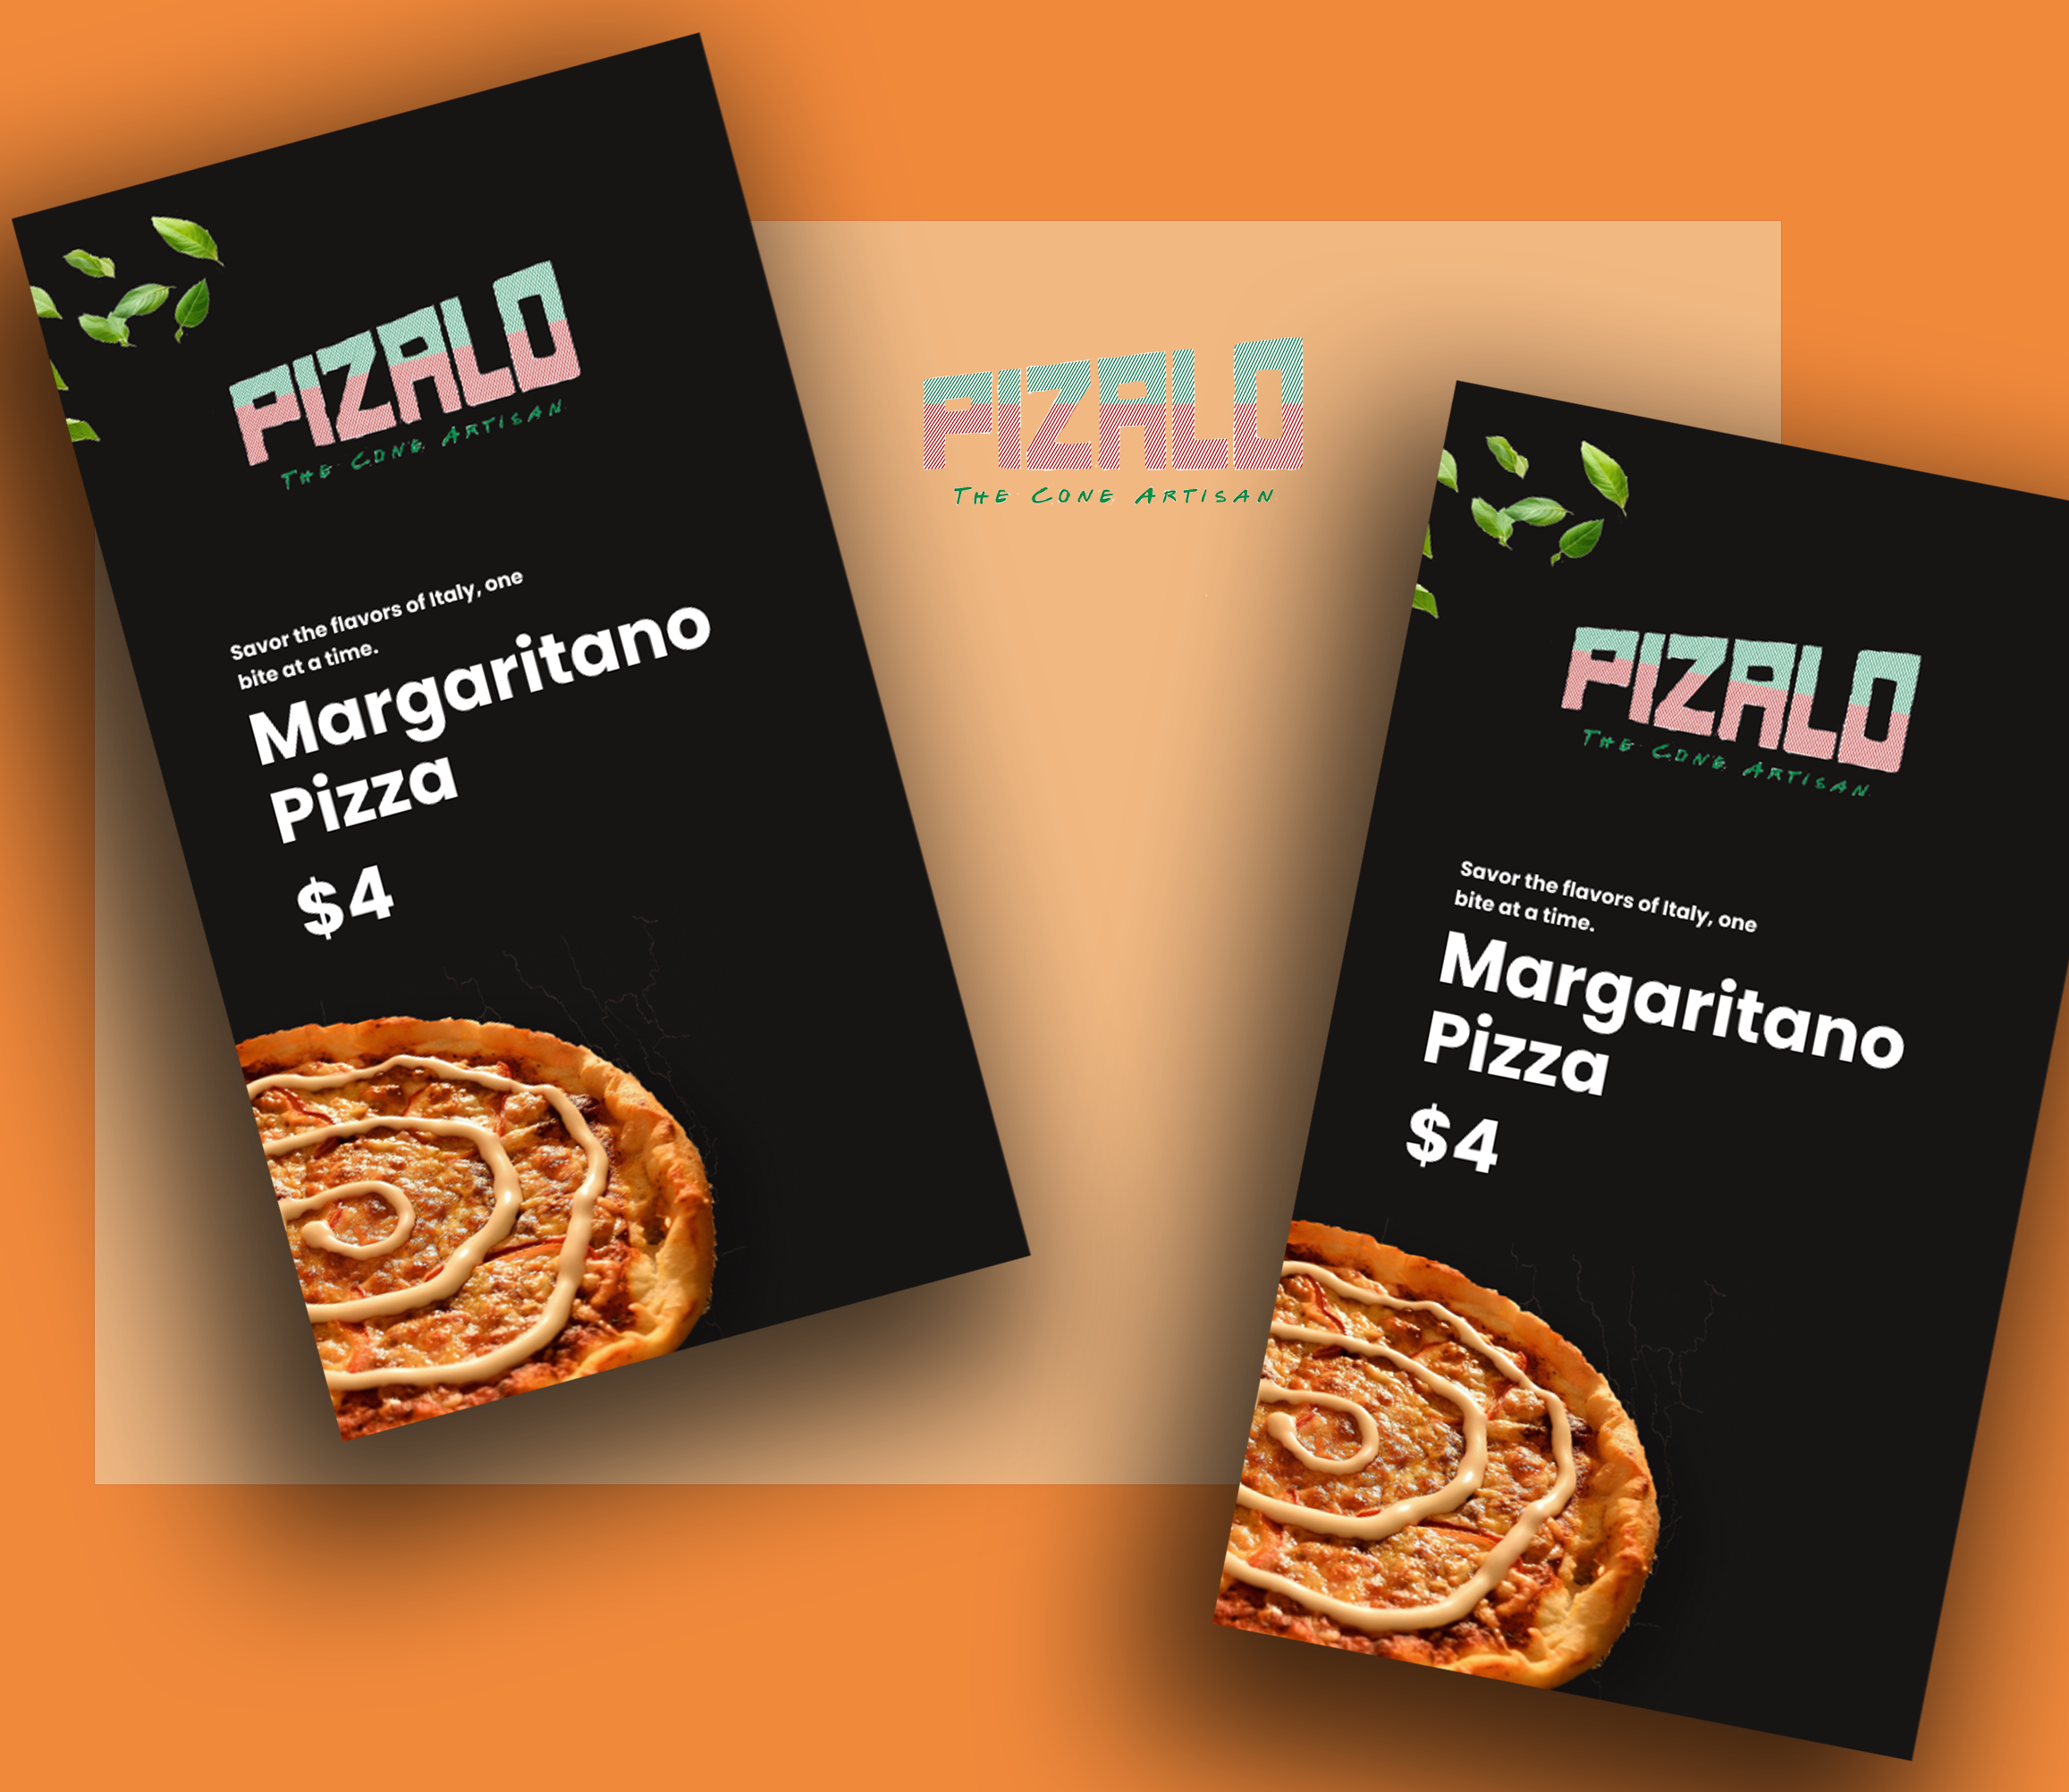 PIZALO
THE CONE ARTISAN
Savor the flavors of Italy, one
bite at a time.
Margaritano
Pizza
$4
PIZALO
THE CONE ARTISAN
PIZALO
THE CONE ARTISAN
Savor the flavors of Italy, one
bite at a time.
Margaritano
Pizza
$4